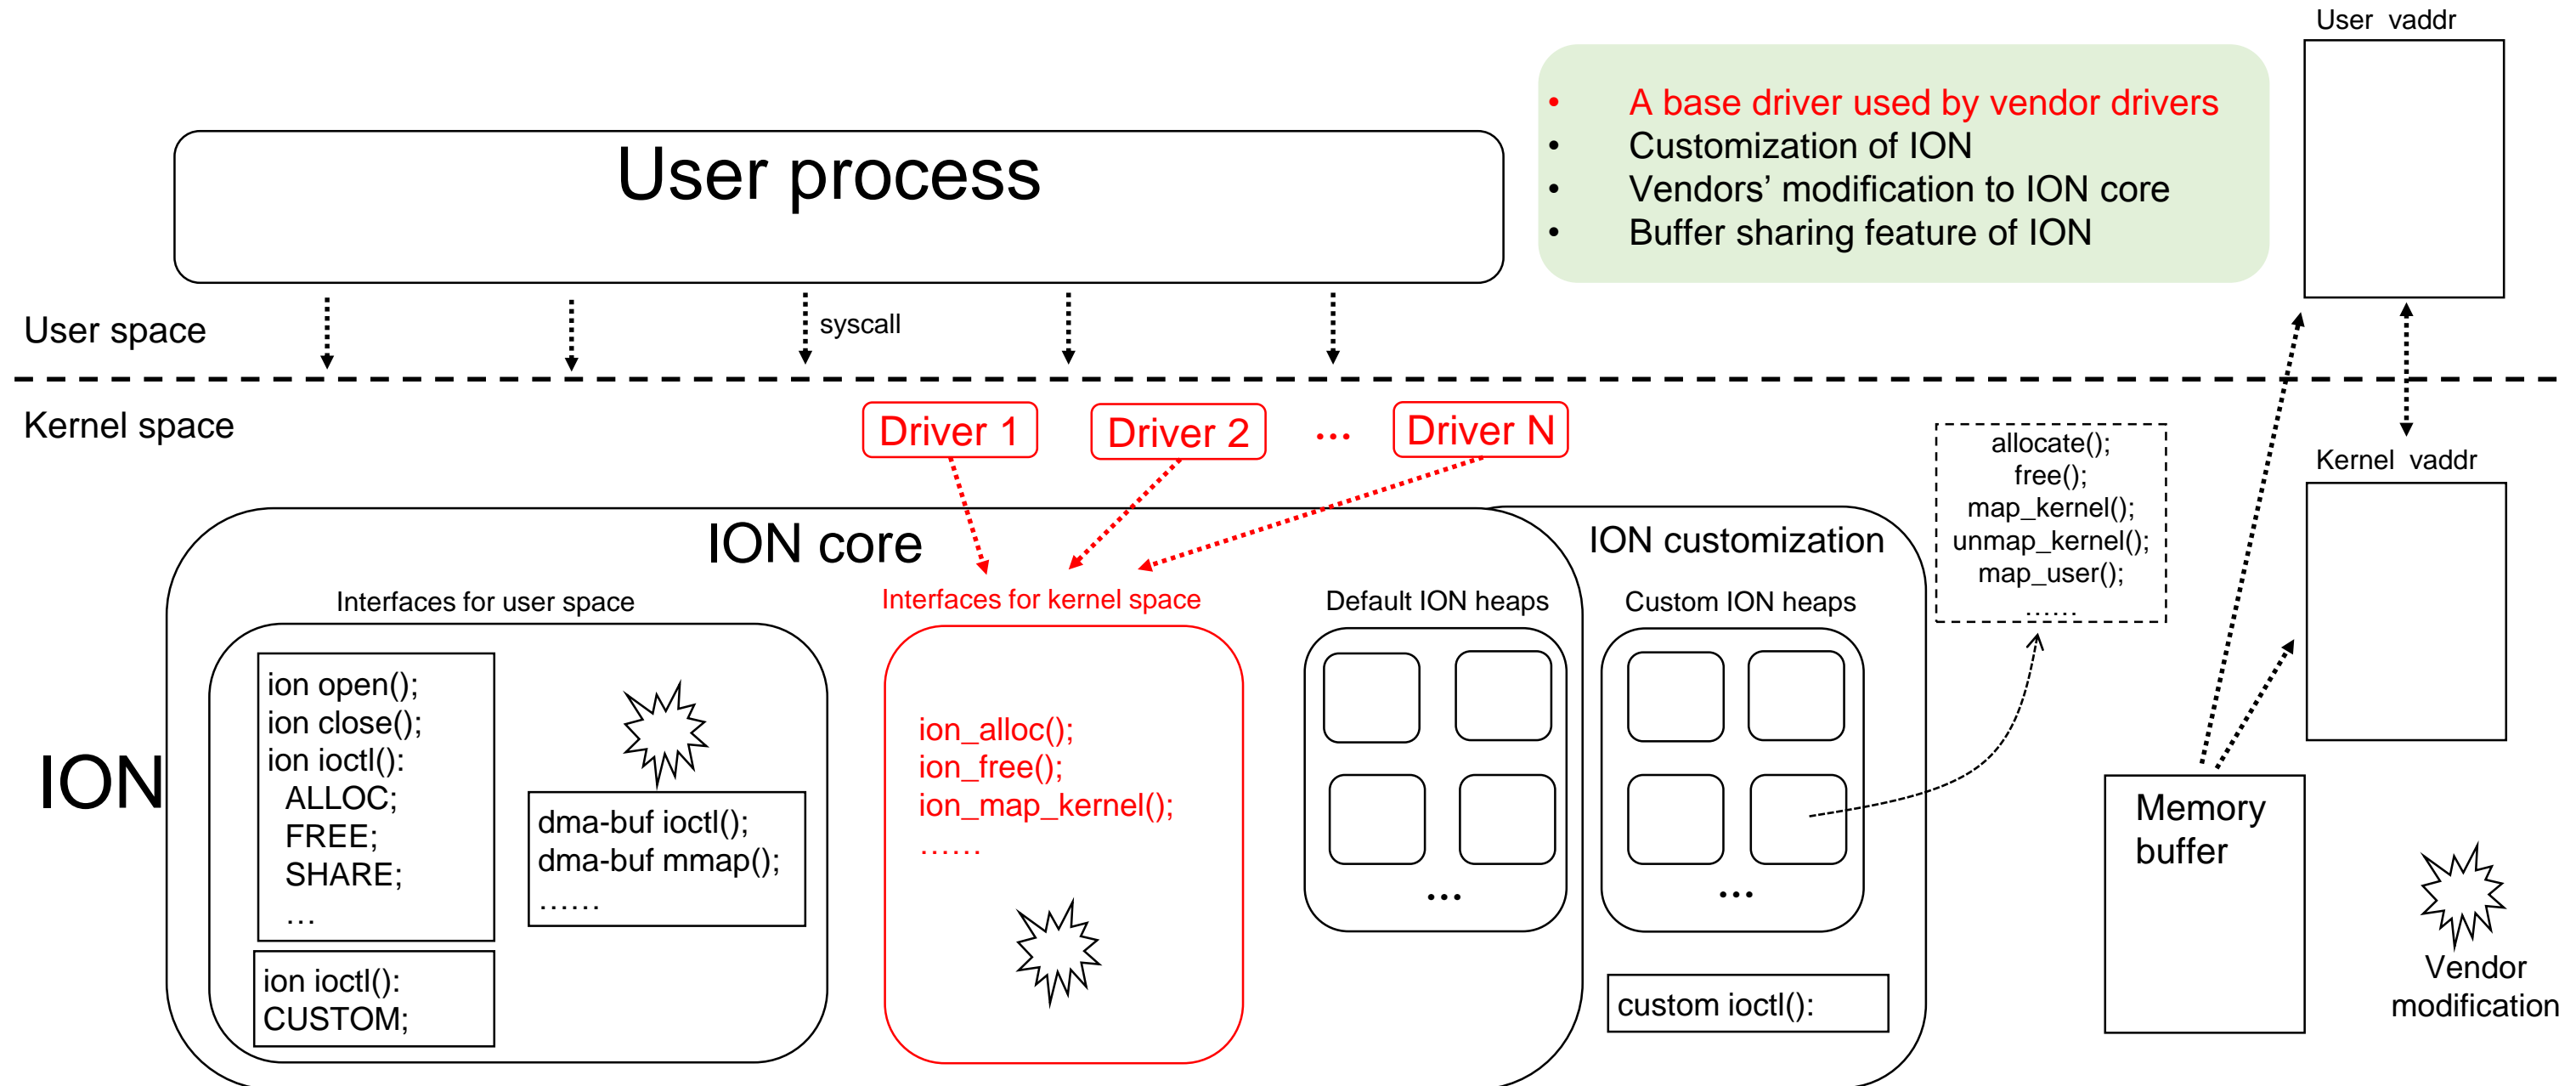 User vaddr
• A base driver used by vendor drivers
• Customization of ION
• Vendors’ modification to ION core
• Buffer sharing feature of ION
User process
syscall
User space
Kernel space
Driver 1
Driver 2
...
Driver N
allocate();
free();
map_kernel();
unmap_kernel();
map_user();
......
Kernel vaddr
ION
ION core
ION customization
Interfaces for user space
ion open();
ion close();
ion ioctl():
ALLOC;
FREE;
SHARE;
...
ion ioctl():
CUSTOM;
dma-buf ioctl();
dma-buf mmap();
......
Interfaces for kernel space
ion_alloc();
ion_free();
ion_map_kernel();
......
Default ION heaps
...
Custom ION heaps
...
custom ioctl():
Memory
buffer
Vendor
modification